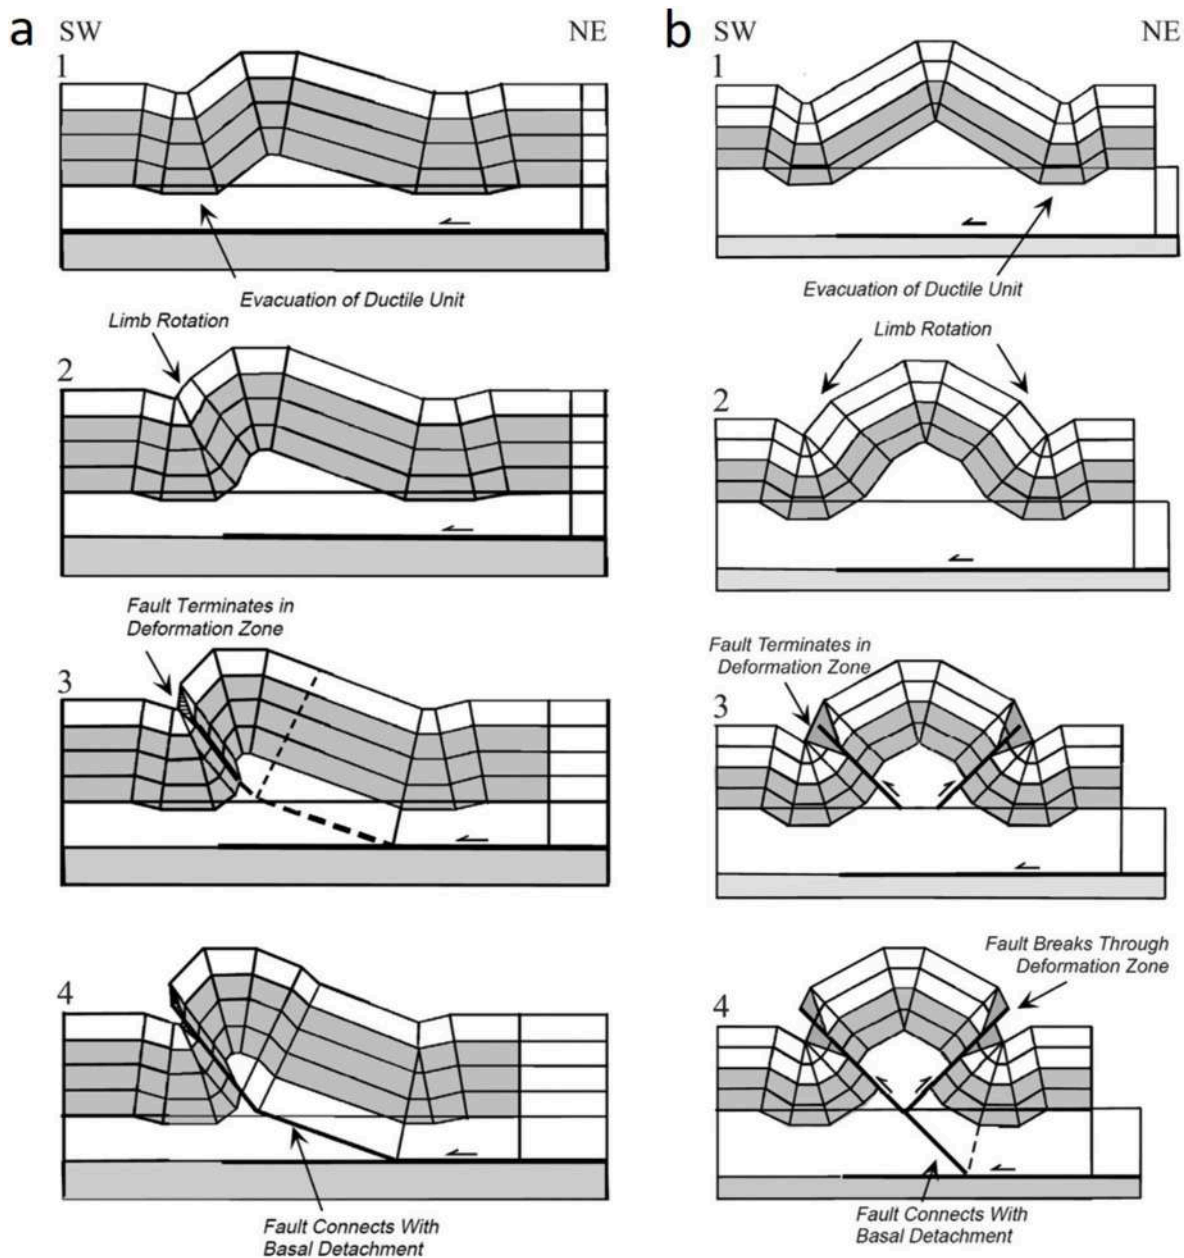 a
SW
NE
1
Evacuation of Ductile Unit
Limb Rotation
2
Fault Terminates in
Deformation Zone
3
4
Fault Connects With
Basal Detachment
b
SW
NE
1
Evacuation of Ductile Unit
Limb Rotation
2
Fault Terminates in
Deformation Zone
3
Fault Breaks Through
Deformation Zone
4
Fault Connects With
Basal Detachment